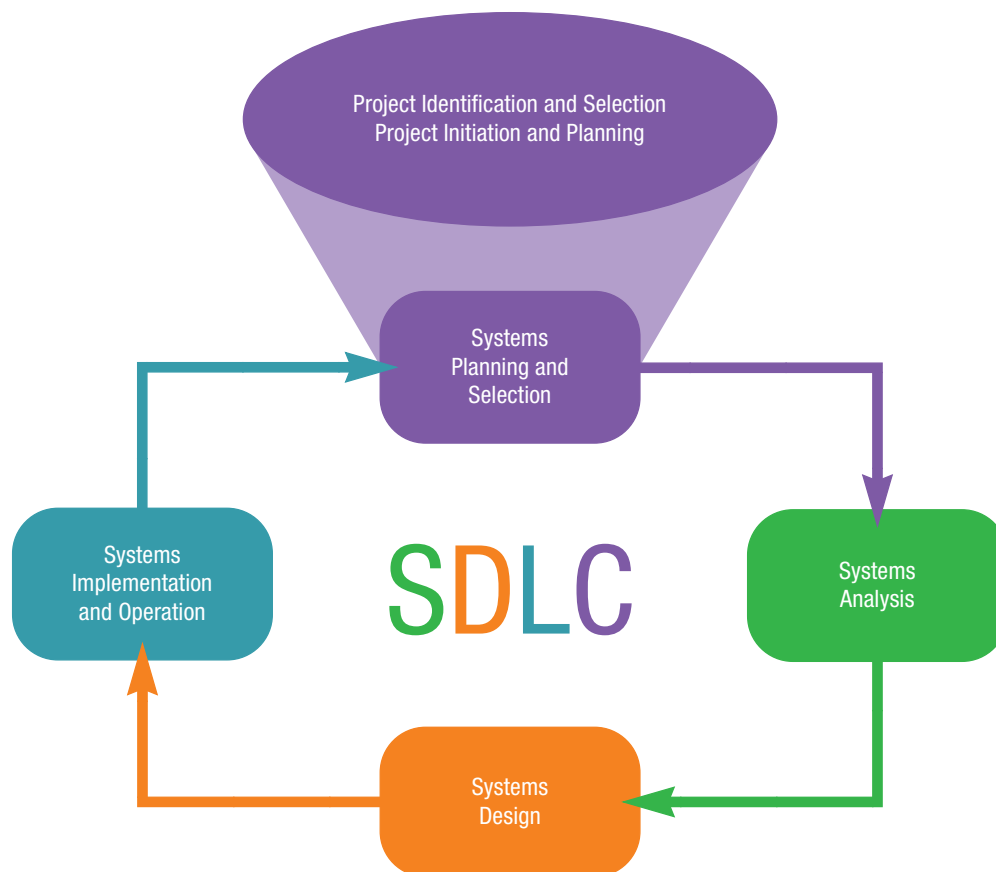 Project Identification and Selection
Project Initiation and Planning
Systems
Planning and
Selection
Systems
Implementation
and Operation
SDLC
Systems
Analysis
Systems
Design